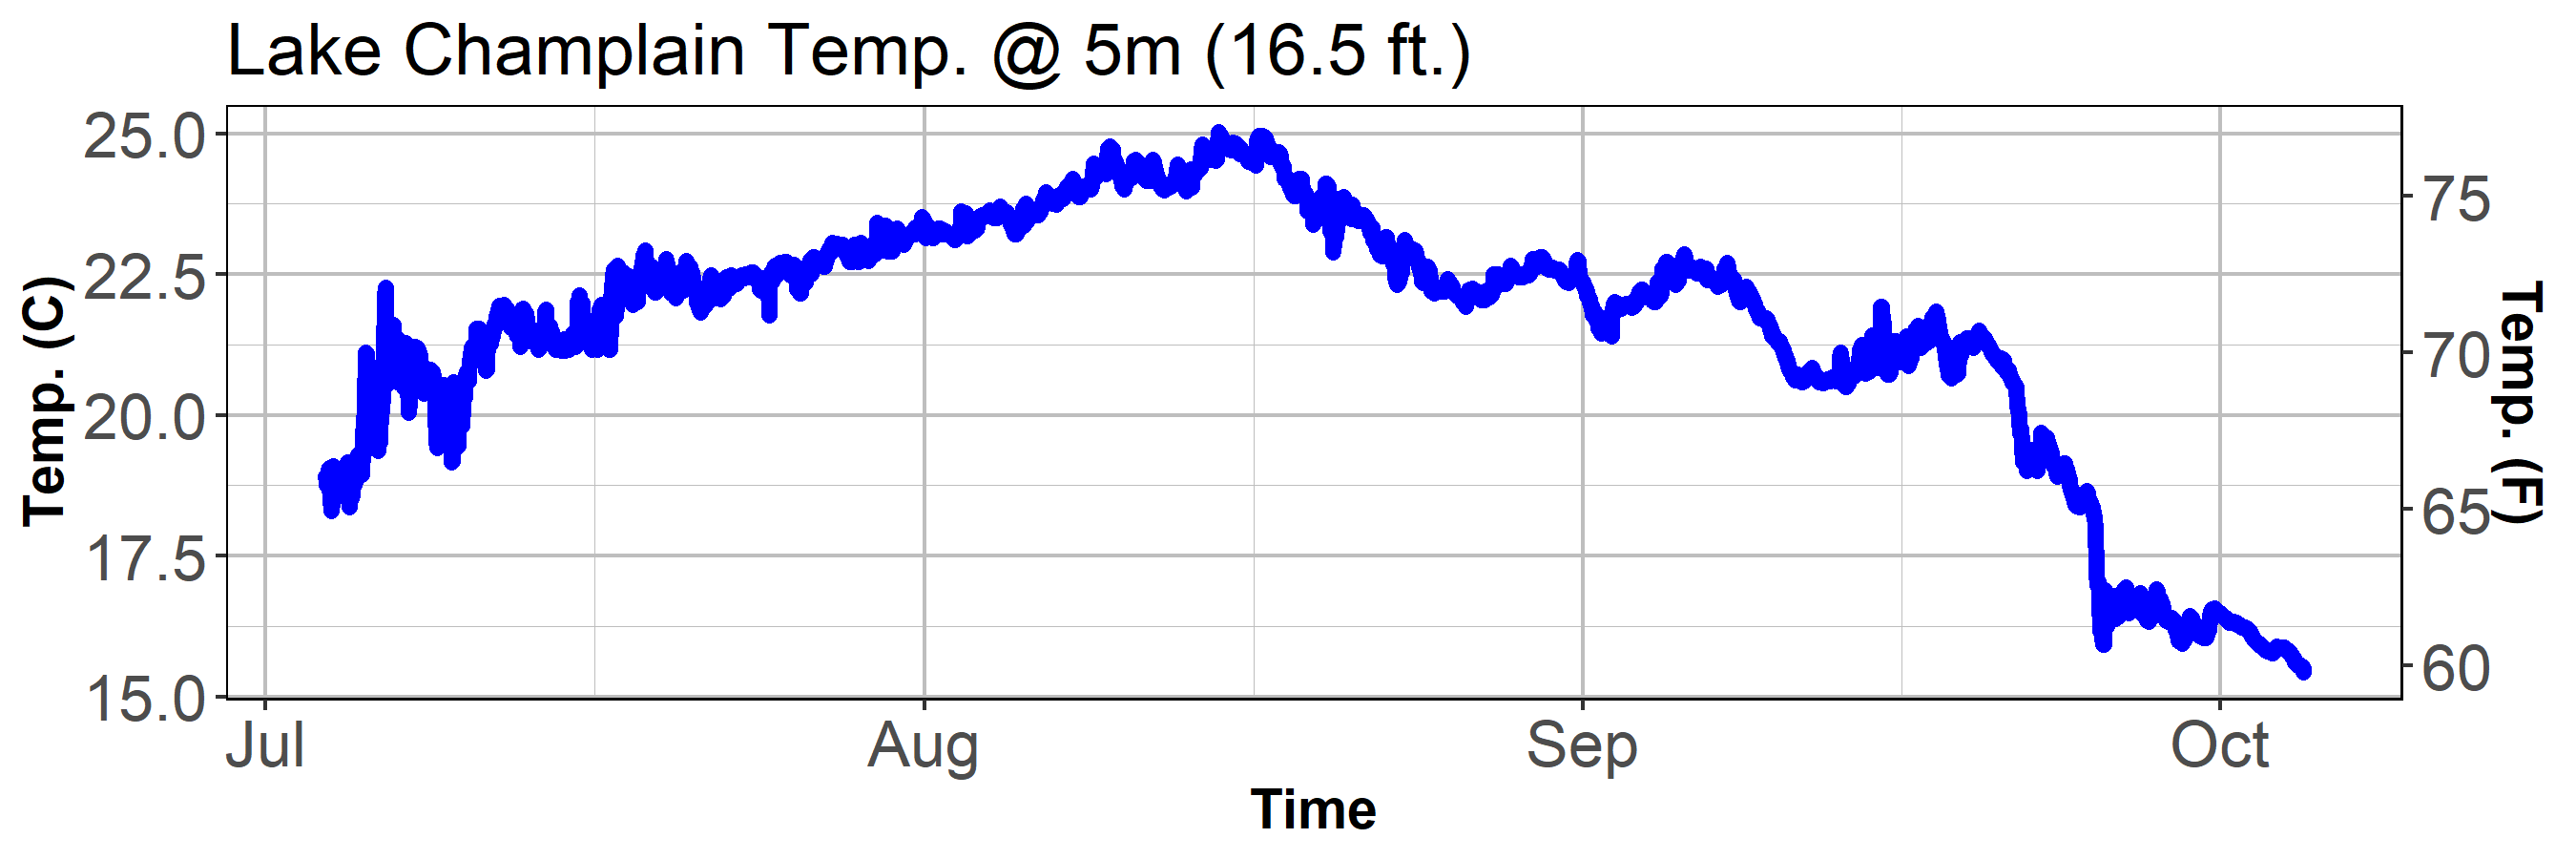 Lake Champlain Temp. @ 5m (16.5 ft.)
Temp. (C)
25.0
22.5
20.0
17.5
15.0
75
70
65
60
Temp. (F)
Jul Aug Sep Oct
Time